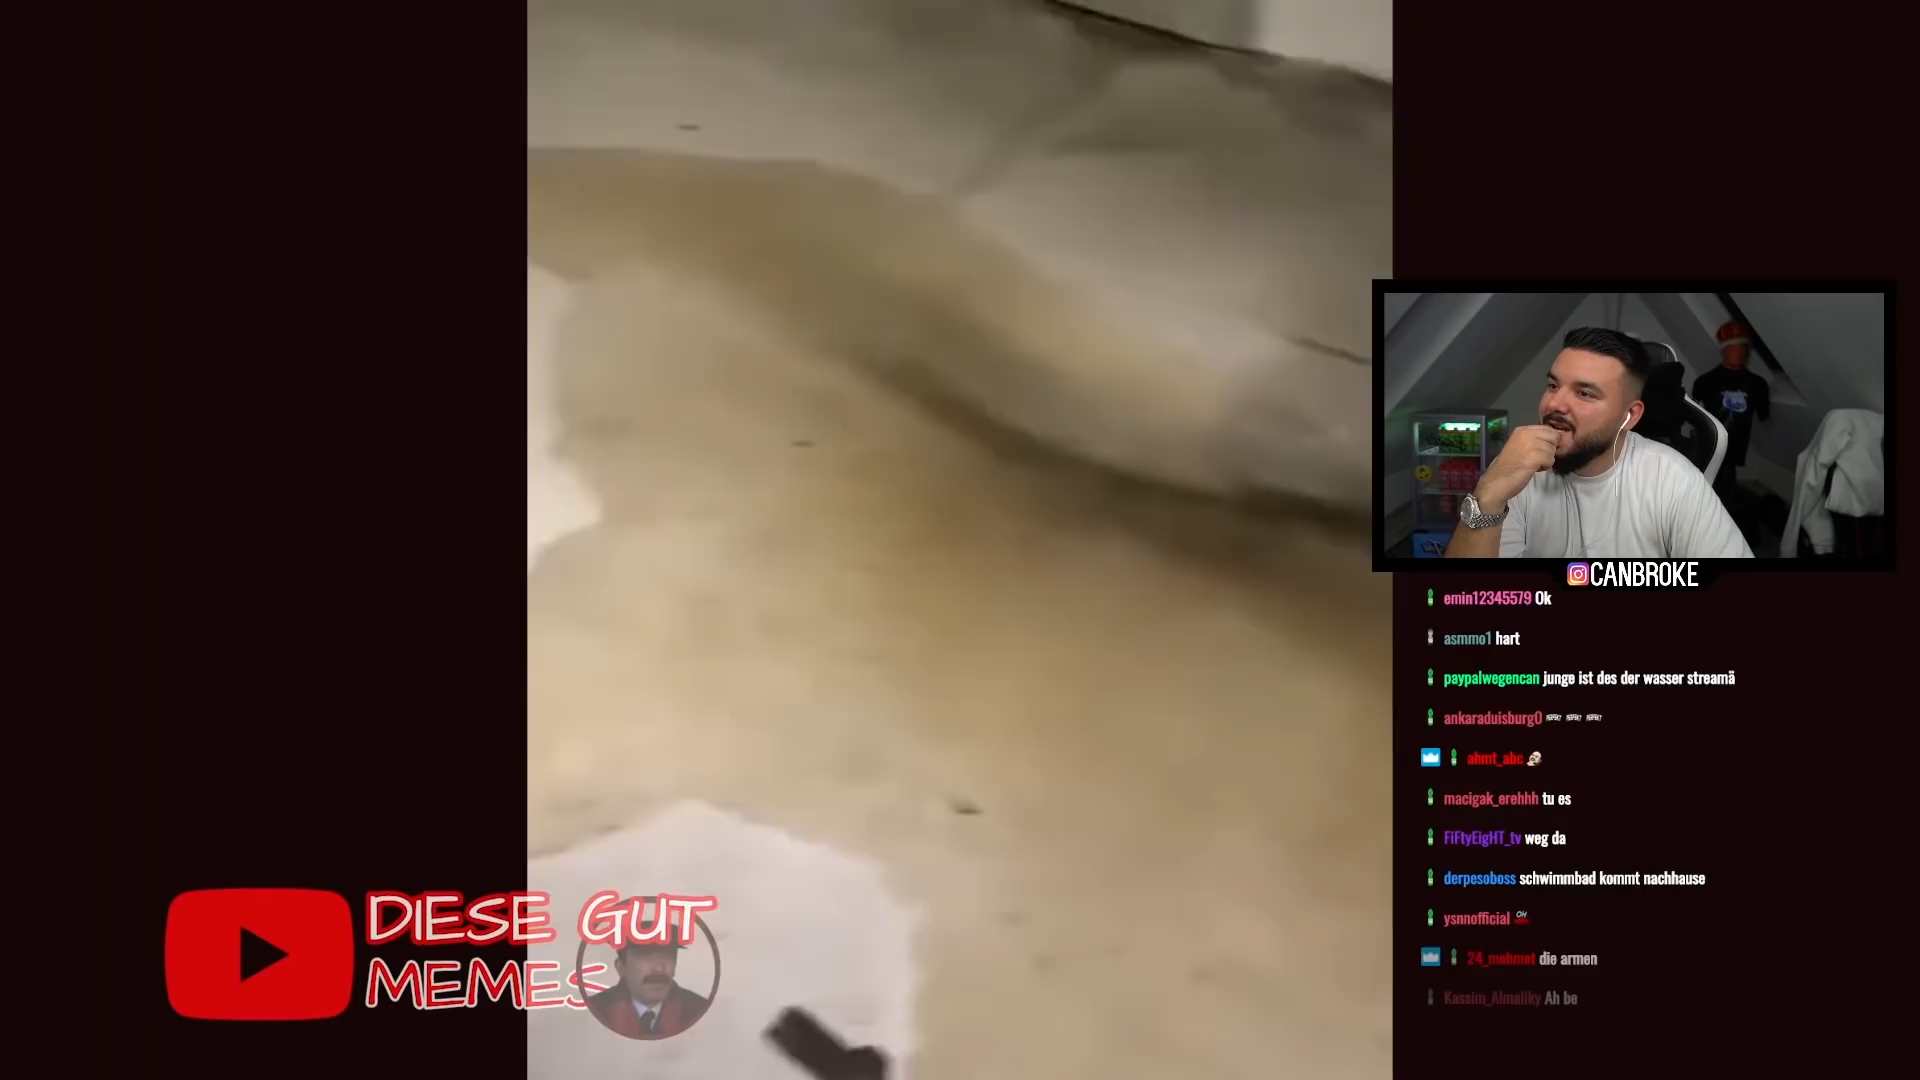 CANBROKE
emin12345579 Ok
asmmo1 hart
paypalwegencan junge ist des der wasser streamä
ankaraduisburg0
ahmt_abc
macigak_erehhh tu es
FiFtyEigHT_tv weg da
derpesoboss schwimmbad kommt nachhause
ysnnofficial
24_mehmet die armen
Kassim_Almaliky Ah be
DIESE GUT
MEMES